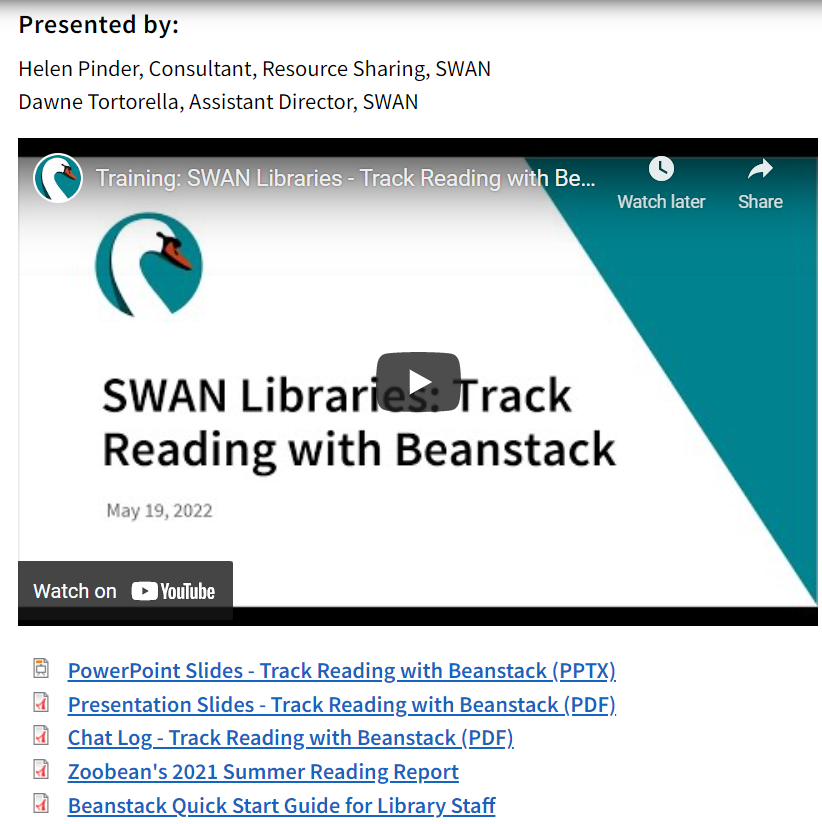 Presented by:
Helen Pinder, Consultant, Resource Sharing, SWAN
Dawne Tortorella, Assistant Director, SWAN
Training: SWAN Libraries - Track Reading with Be...
Watch later
Share
SWAN Libraries: Track
Reading with Beanstack
May 19, 2022
Watch on YouTube
PowerPoint Slides - Track Reading with Beanstack (PPTX)
Presentation Slides - Track Reading with Beanstack (PDF)
Chat Log - Track Reading with Beanstack (PDF)
Zoobean's 2021 Summer Reading Report
Beanstack Quick Start Guide for Library Staff